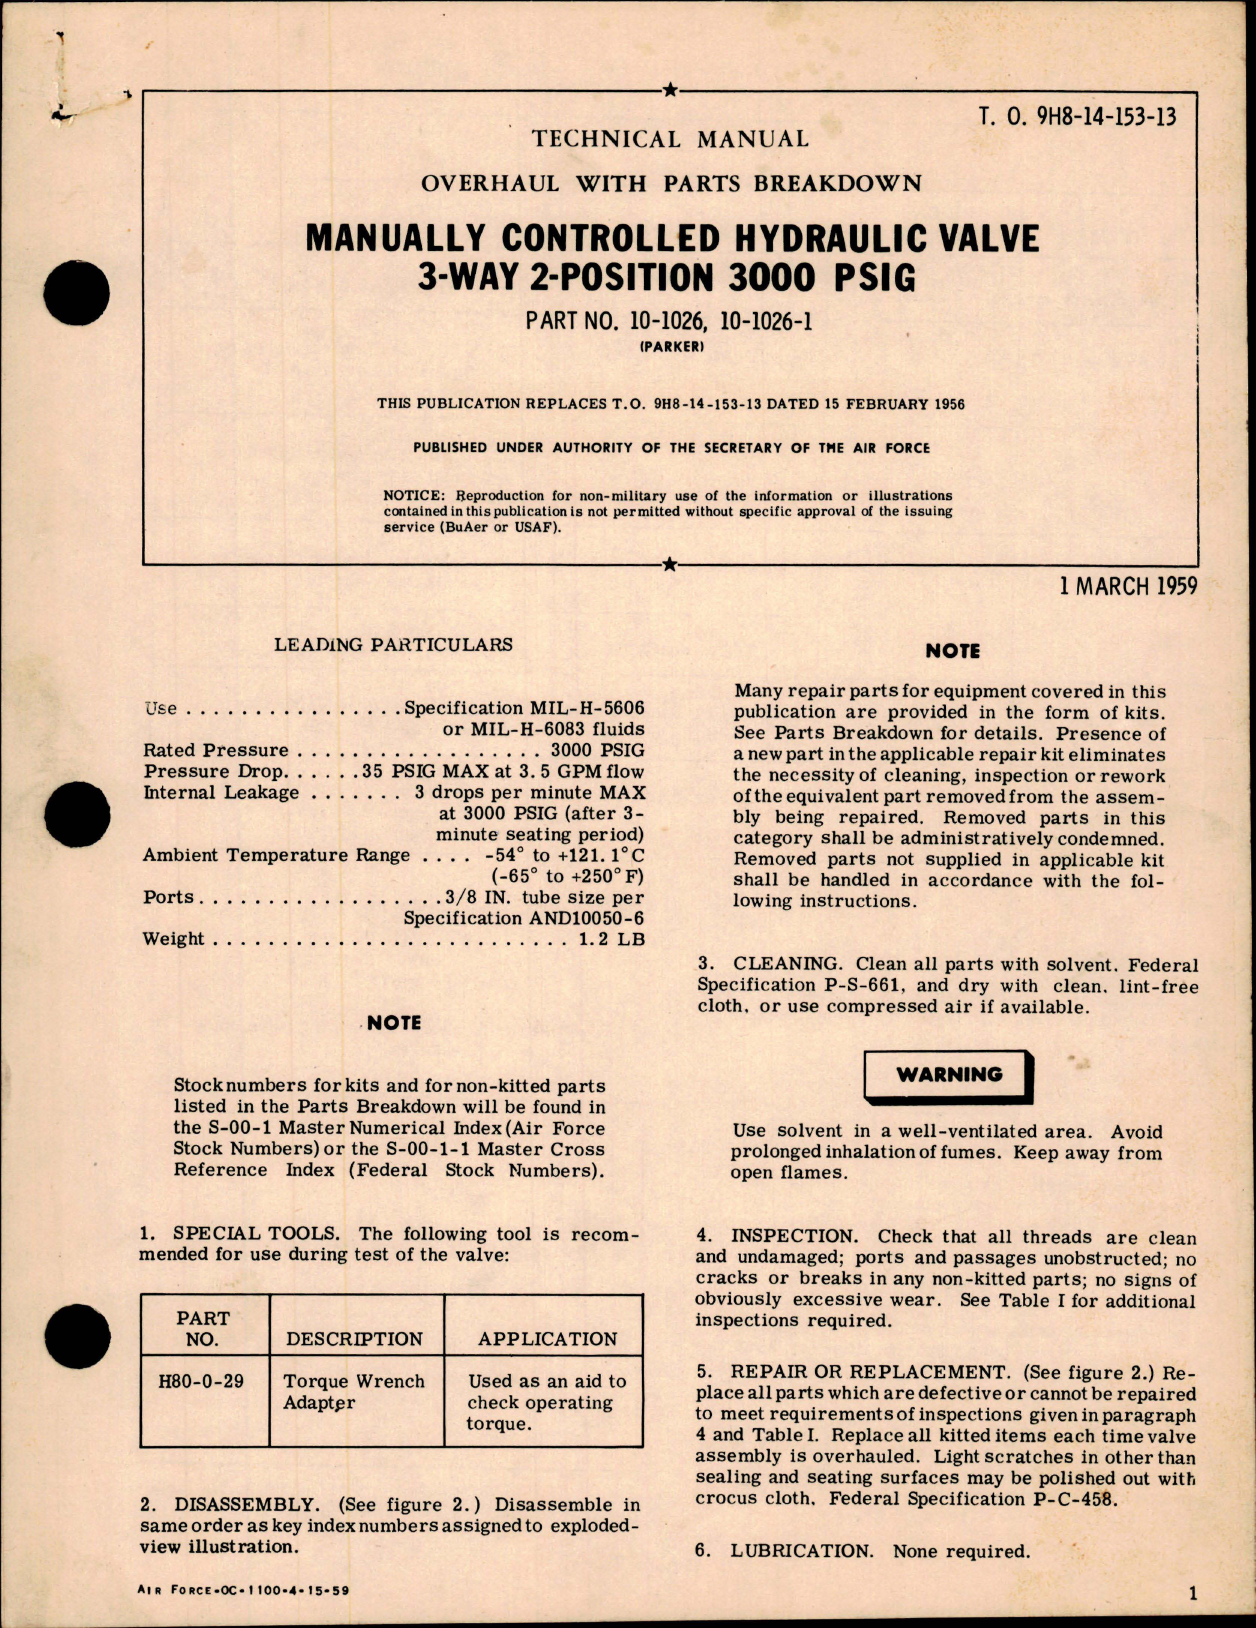 T. O. 9H8-14-153-13
TECHNICAL MANUAL
OVERHAUL WITH PARTS BREAKDOWN
MANUALLY CONTROLLED HYDRAULIC VALVE
3-WAY 2-POSITION 3000 PSIG
PART NO. 10-1026, 10-1026-1
(PARKER)
THIS PUBLICATION REPLACES T.O. 9H8-14-153-13 DATED 15 FEBRUARY 1956
PUBLISHED UNDER AUTHORITY OF THE SECRETARY OF THE AIR FORCE
NOTICE: Reproduction for non-military use of the information or illustrations
contained in this publication is not permitted without specific approval of the issuing
service (BuAer or USAF).
1 MARCH 1959
LEADING PARTICULARS
Use . . . . . . . . . . . . . . . . Specification MIL-H-5606
or MIL-H-6083 fluids
Rated Pressure . . . . . . . . . . . . . . . . . . 3000 PSIG
Pressure Drop. . . . . . 35 PSIG MAX at 3.5 GPM flow
Internal Leakage . . . . . . . 3 drops per minute MAX
at 3000 PSIG (after 3-
minute seating period)
Ambient Temperature Range . . . . -54° to +121.1°C
(-65° to +250°F)
Ports. . . . . . . . . . . . . . . . . . 3/8 IN. tube size per
Specification AND10050-6
Weight . . . . . . . . . . . . . . . . . . . . . . . . . . 1.2 LB
NOTE
Stock numbers for kits and for non-kitted parts
listed in the Parts Breakdown will be found in
the S-00-1 Master Numerical Index (Air Force
Stock Numbers) or the S-00-1-1 Master Cross
Reference Index (Federal Stock Numbers).
1. SPECIAL TOOLS. The following tool is recom-
mended for use during test of the valve:
PART
NO. DESCRIPTION APPLICATION
H80-0-29 Torque Wrench Used as an aid to
Adapter check operating
torque.
2. DISASSEMBLY. (See figure 2.) Disassemble in
same order as key index numbers assigned to exploded-
view illustration.
NOTE
Many repair parts for equipment covered in this
publication are provided in the form of kits.
See Parts Breakdown for details. Presence of
a new part in the applicable repair kit eliminates
the necessity of cleaning, inspection or rework
of the equivalent part removed from the assem-
bly being repaired. Removed parts in this
category shall be administratively condemned.
Removed parts not supplied in applicable kit
shall be handled in accordance with the fol-
lowing instructions.
3. CLEANING. Clean all parts with solvent, Federal
Specification P-S-661, and dry with clean, lint-free
cloth, or use compressed air if available.
WARNING
Use solvent in a well-ventilated area. Avoid
prolonged inhalation of fumes. Keep away from
open flames.
4. INSPECTION. Check that all threads are clean
and undamaged; ports and passages unobstructed; no
cracks or breaks in any non-kitted parts; no signs of
obviously excessive wear. See Table I for additional
inspections required.
5. REPAIR OR REPLACEMENT. (See figure 2.) Re-
place all parts which are defective or cannot be repaired
to meet requirements of inspections given in paragraph
4 and Table I. Replace all kitted items each time valve
assembly is overhauled. Light scratches in other than
sealing and seating surfaces may be polished out with
crocus cloth, Federal Specification P-C-458.
6. LUBRICATION. None required.
AIR FORCE-OC-1100-4-15-59
1